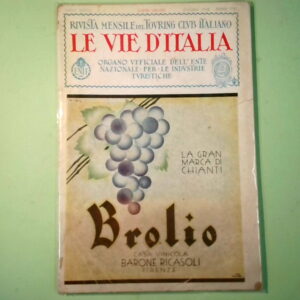 RIVISTA MENSILE DEL TOURING CLUB ITALIANO
LE VIE D'ITALIA
ORGANO UFFICIALE DELL'ENTE
NAZIONALE PER LE INDUSTRIE
TURISTICHE
ENIT
LA GRAN
MARCA DI
CHIANTI
Brolio
CASA VINICOLA
BARONE RICASOLI
FIRENZE